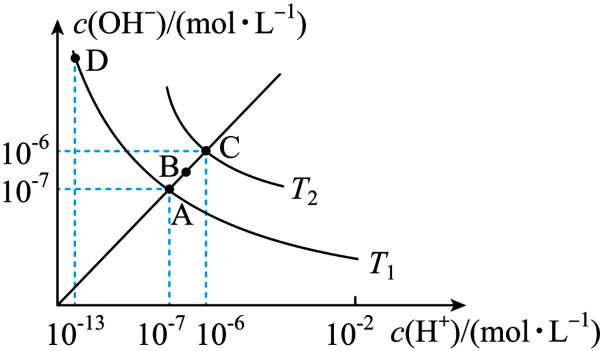 c(OH⁻)/(mol·L⁻¹)
D
10⁻⁶
B
C
10⁻⁷
A
T₂
T₁
10⁻¹³ 10⁻⁷ 10⁻⁶ 10⁻² c(H⁺)/(mol·L⁻¹)